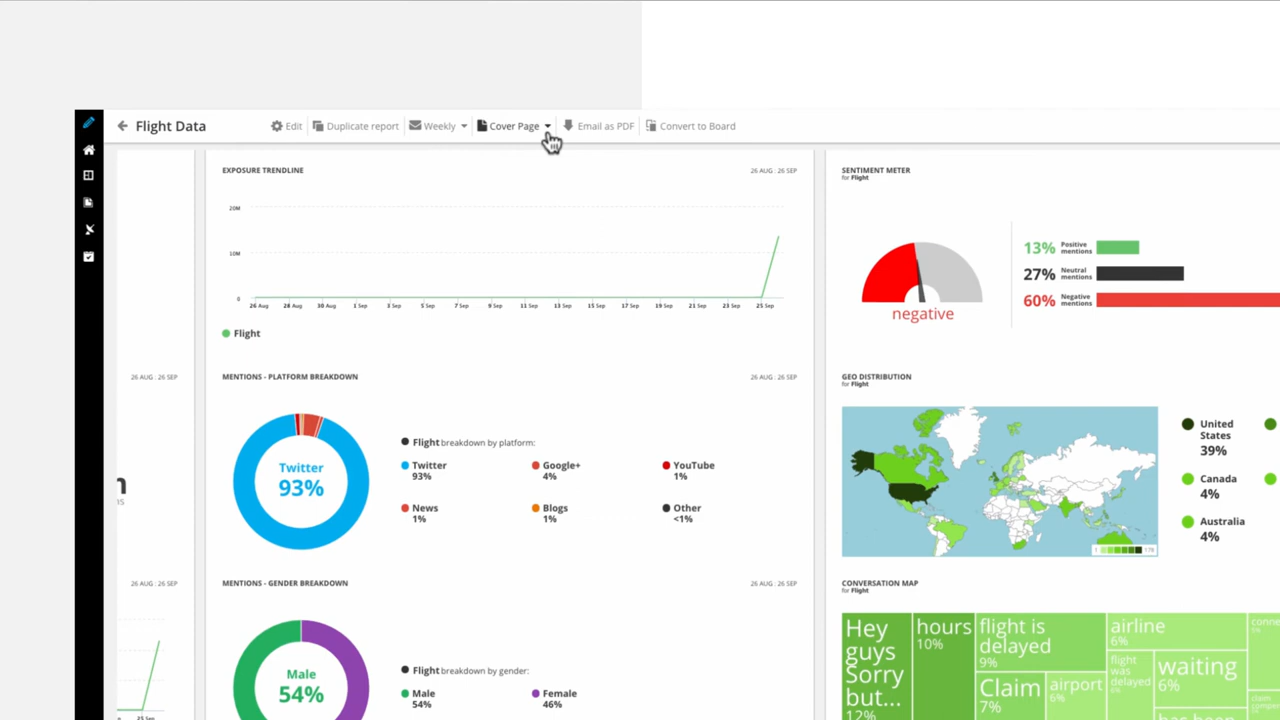 Flight Data
Edit
Duplicate report
Weekly
Cover Page
Email as PDF
Convert to Board
EXPOSURE TRENDLINE
26 AUG : 26 SEP
20M
10M
0
26 Aug 28 Aug 30 Aug 1 Sep 3 Sep 5 Sep 7 Sep 9 Sep 11 Sep 13 Sep 15 Sep 17 Sep 19 Sep 21 Sep 23 Sep 25 Sep
Flight
SENTIMENT METER
for Flight
negative
13% Positive mentions
27% Neutral mentions
60% Negative mentions
26 AUG : 26 SEP
MENTIONS - PLATFORM BREAKDOWN
26 AUG : 26 SEP
Twitter
93%
Flight breakdown by platform:
Twitter
93%
Google+
4%
YouTube
1%
News
1%
Blogs
1%
Other
<1%
GEO DISTRIBUTION
for Flight
United
States
39%
Canada
4%
Australia
4%
26 AUG : 26 SEP
25 Sep
MENTIONS - GENDER BREAKDOWN
26 AUG : 26 SEP
Male
54%
Flight breakdown by gender:
Male
54%
Female
46%
CONVERSATION MAP
for Flight
Hey
guys
Sorry
but...
12%
hours
10%
flight is
delayed
9%
Claim
7%
airport
6%
airline
6%
flight
was
delayed
waiting
6%